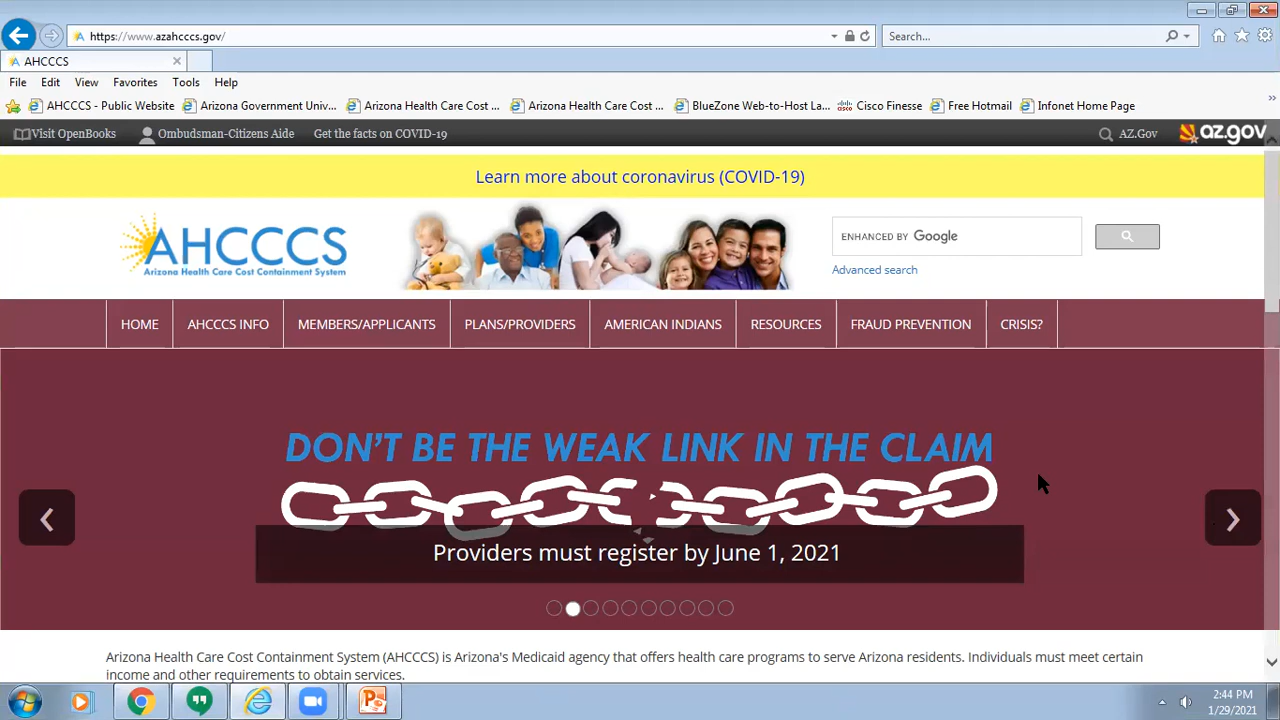 https://www.azahcccs.gov/
Search...
AHCCCS
File Edit View Favorites Tools Help
AHCCCS - Public Website Arizona Government Univ... Arizona Health Care Cost ... Arizona Health Care Cost ... BlueZone Web-to-Host La... Cisco Finesse Free Hotmail Infonet Home Page
Visit OpenBooks Ombudsman-Citizens Aide Get the facts on COVID-19 AZ.Gov az.gov
Learn more about coronavirus (COVID-19)
AHCCCS
Arizona Health Care Cost Containment System
ENHANCED BY Google
Advanced search
HOME AHCCCS INFO MEMBERS/APPLICANTS PLANS/PROVIDERS AMERICAN INDIANS RESOURCES FRAUD PREVENTION CRISIS?
DON'T BE THE WEAK LINK IN THE CLAIM
Providers must register by June 1, 2021
Arizona Health Care Cost Containment System (AHCCCS) is Arizona's Medicaid agency that offers health care programs to serve Arizona residents. Individuals must meet certain
income and other requirements to obtain services.
2:44 PM
1/29/2021